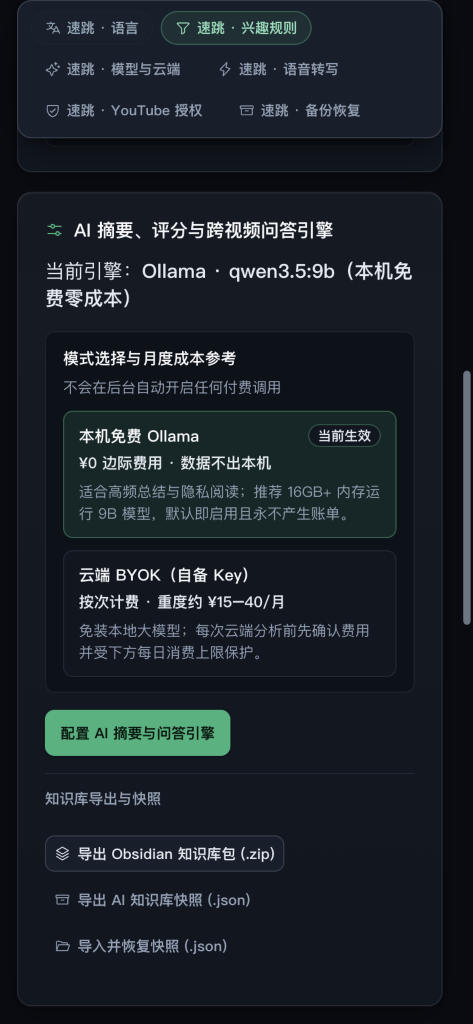 速跳 · 语言
速跳 · 兴趣规则
速跳 · 模型与云端
速跳 · 语音转写
速跳 · YouTube 授权
速跳 · 备份恢复
AI 摘要、评分与跨视频问答引擎
当前引擎：Ollama · qwen3.5:9b（本机免
费零成本）
模式选择与月度成本参考
不会在后台自动开启任何付费调用
本机免费 Ollama
当前生效
¥0 边际费用 · 数据不出本机
适合高频总结与隐私阅读；推荐 16GB+ 内存运
行 9B 模型，默认即启用且永不产生账单。
云端 BYOK（自备 Key）
按次计费 · 重度约 ¥15–40/月
免装本地大模型；每次云端分析前先确认费用
并受下方每日消费上限保护。
配置 AI 摘要与问答引擎
知识库导出与快照
导出 Obsidian 知识库包 (.zip)
导出 AI 知识库快照 (.json)
导入并恢复快照 (.json)